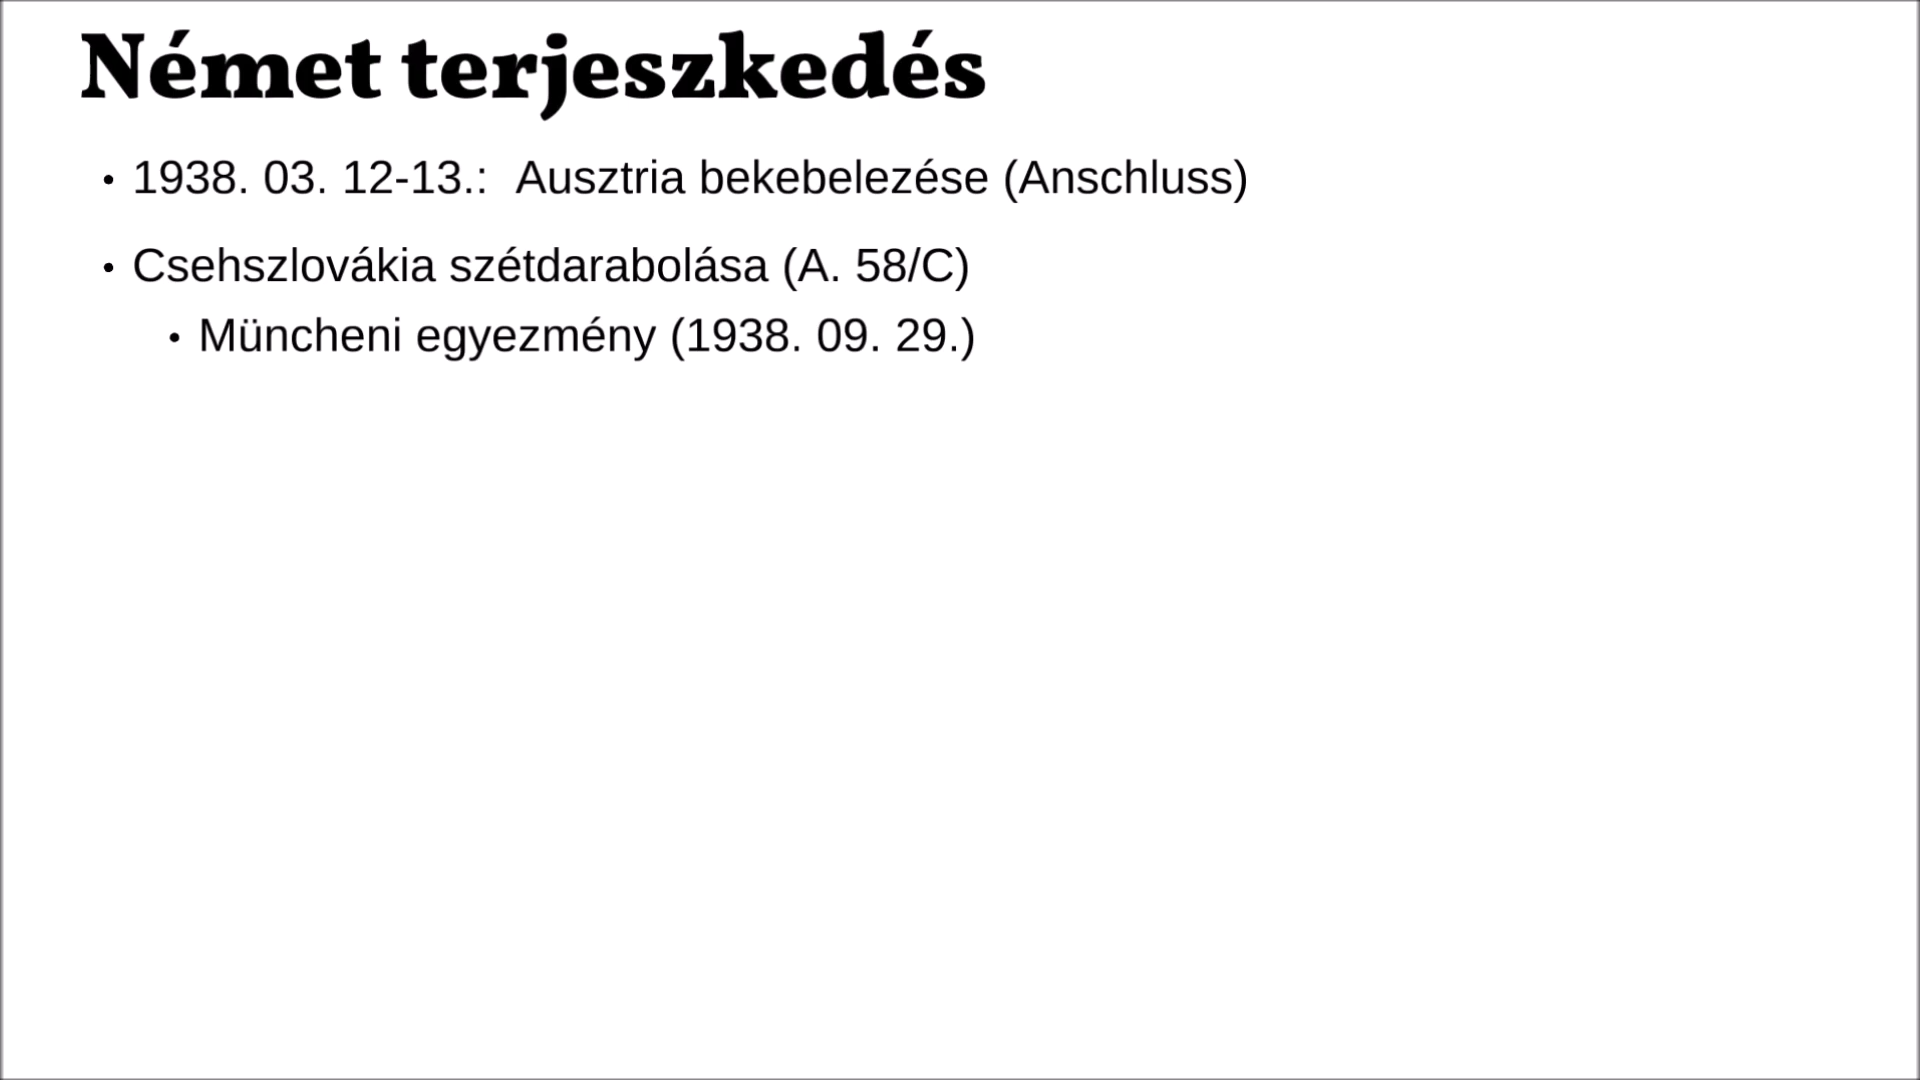 Német terjeszkedés
• 1938. 03. 12-13.: Ausztria bekebelezése (Anschluss)
• Csehszlovákia szétdarabolása (A. 58/C)
• Müncheni egyezmény (1938. 09. 29.)